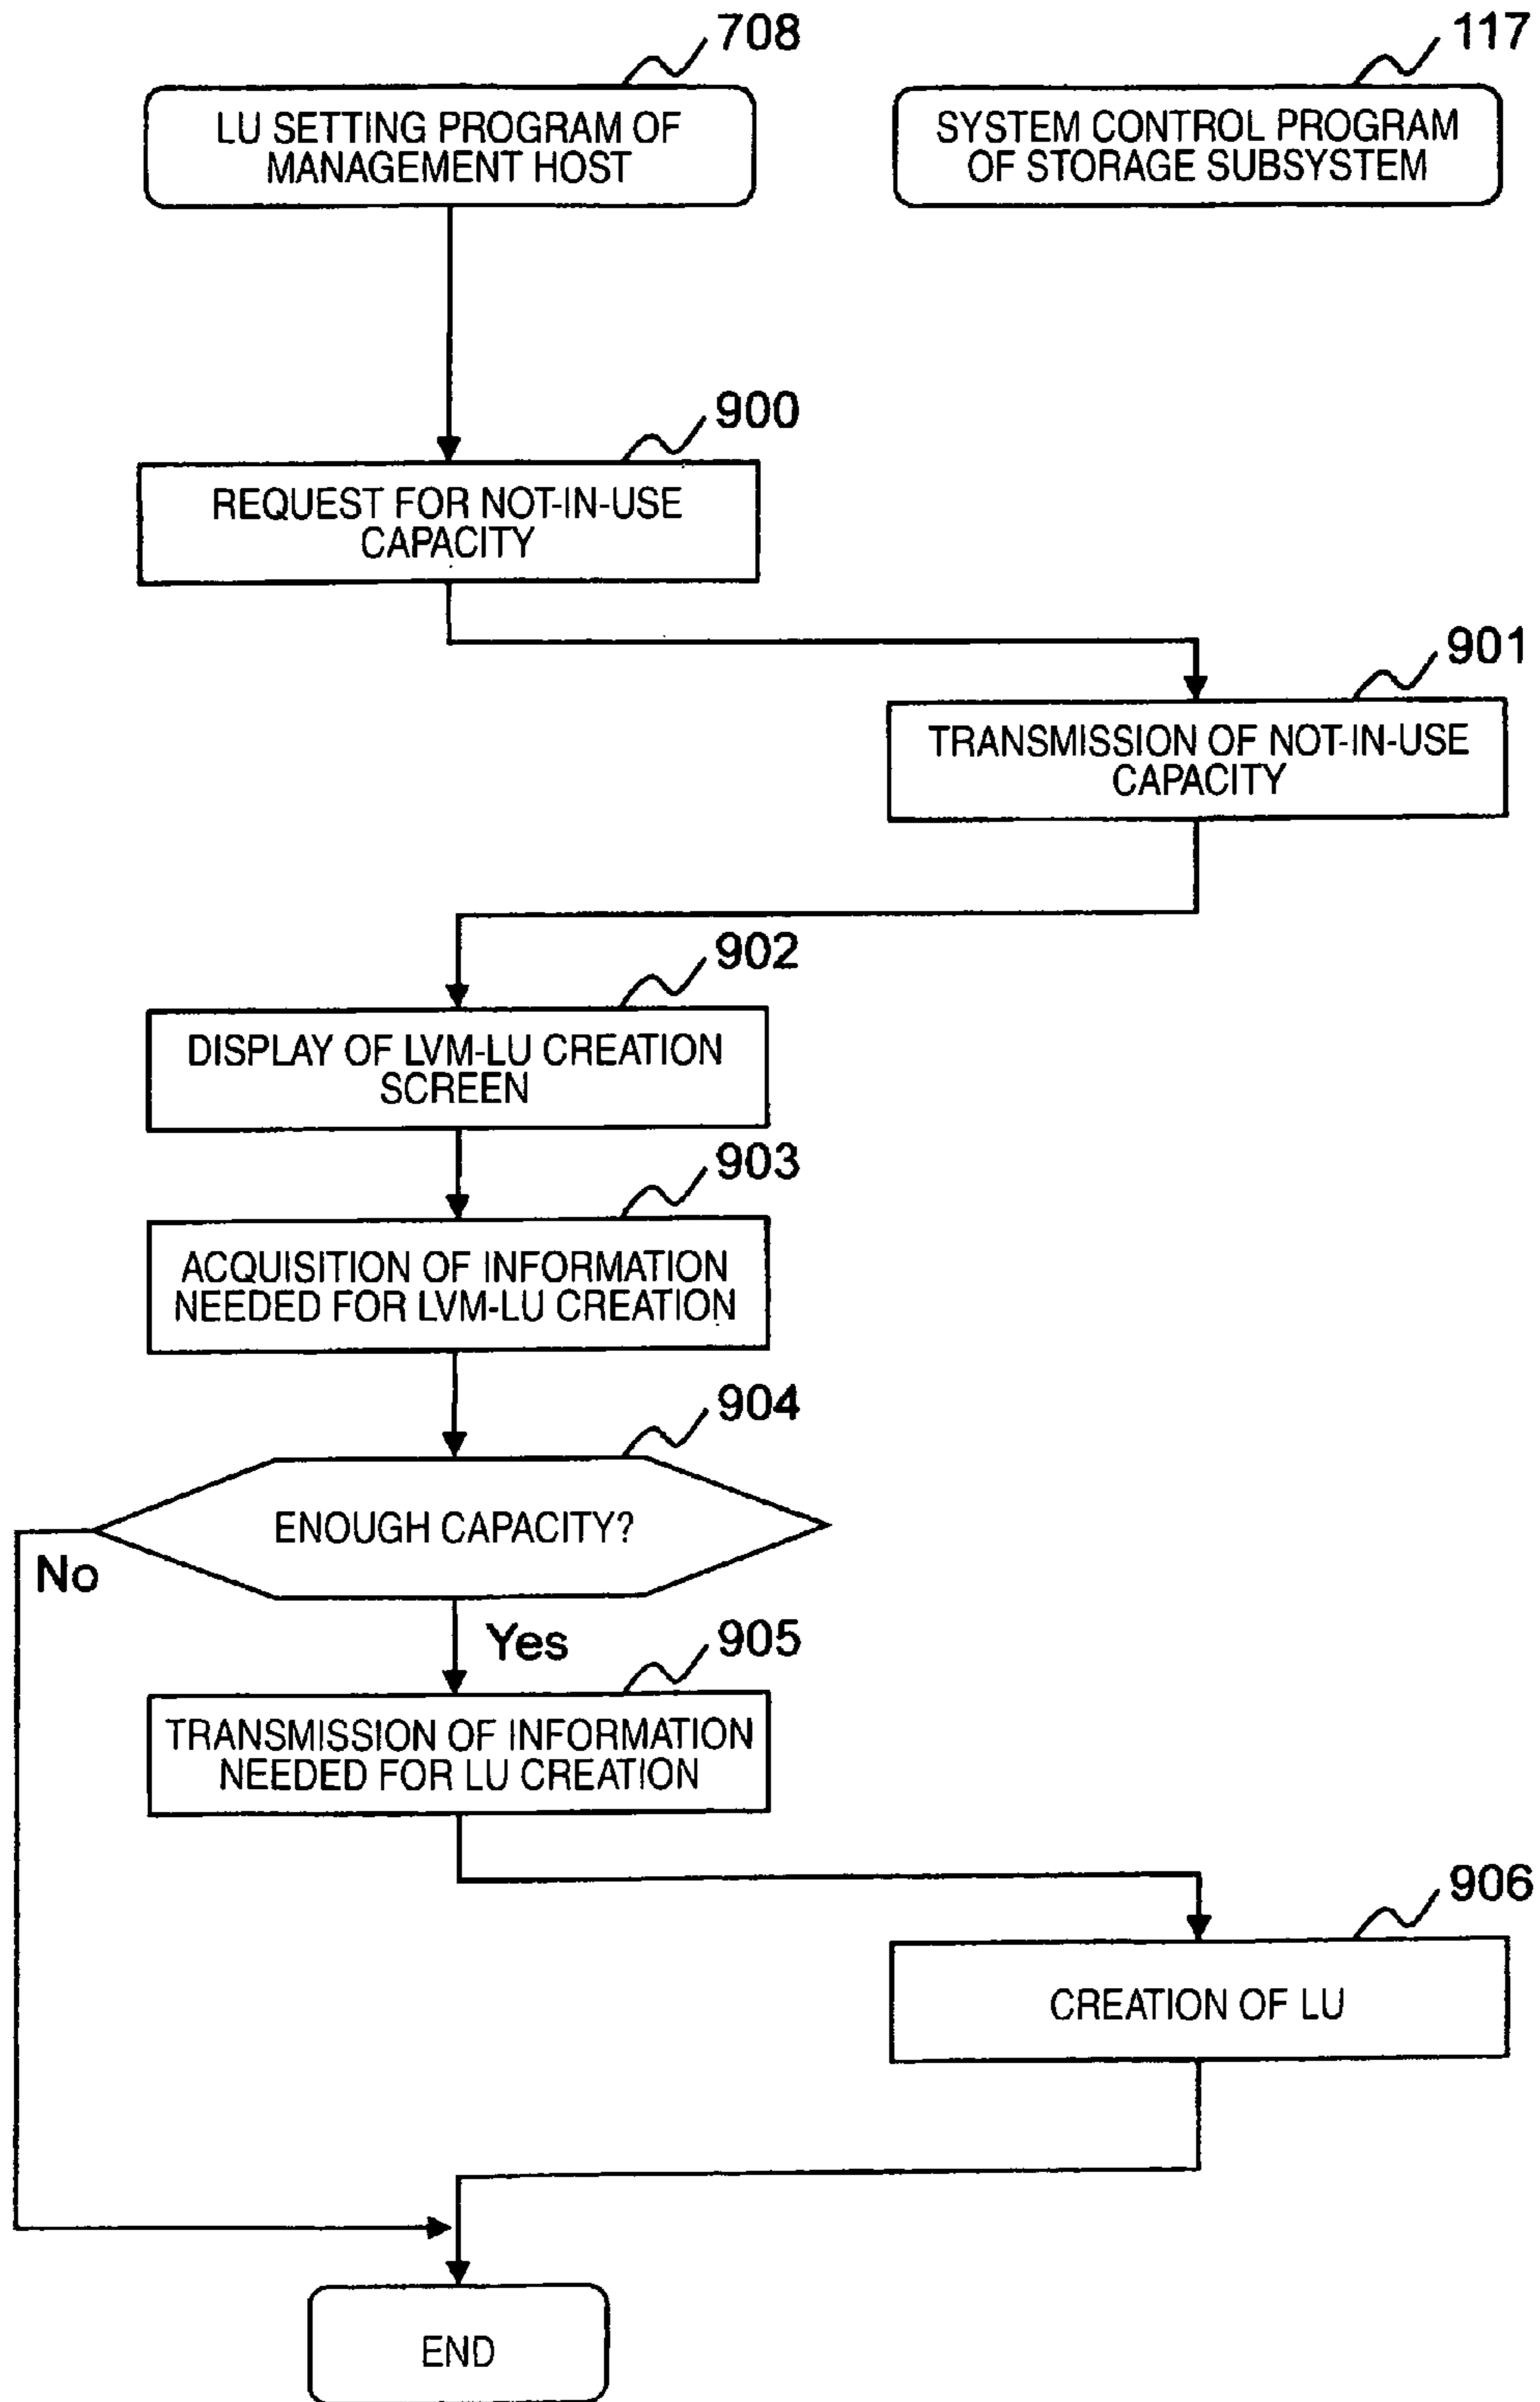 708
117
LU SETTING PROGRAM OF
MANAGEMENT HOST
SYSTEM CONTROL PROGRAM
OF STORAGE SUBSYSTEM
900
REQUEST FOR NOT-IN-USE
CAPACITY
901
TRANSMISSION OF NOT-IN-USE
CAPACITY
902
DISPLAY OF LVM-LU CREATION
SCREEN
903
ACQUISITION OF INFORMATION
NEEDED FOR LVM-LU CREATION
904
ENOUGH CAPACITY?
No
Yes
905
TRANSMISSION OF INFORMATION
NEEDED FOR LU CREATION
906
CREATION OF LU
END